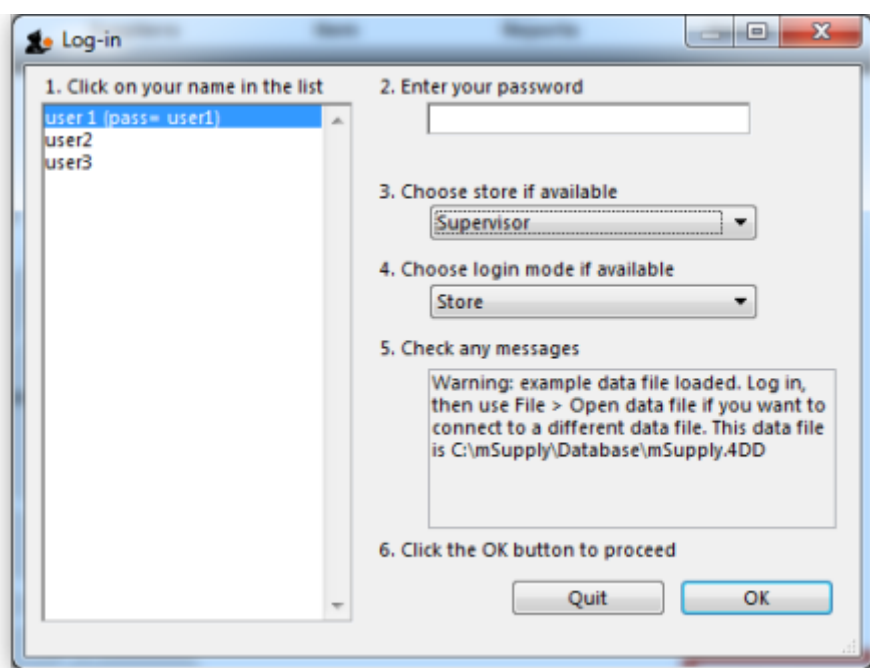 Log-in
1. Click on your name in the list
user 1 (pass= user1)
user2
user3
2. Enter your password
3. Choose store if available
Supervisor
4. Choose login mode if available
Store
5. Check any messages
Warning: example data file loaded. Log in,
then use File > Open data file if you want to
connect to a different data file. This data file
is C:\mSupply\Database\mSupply.4DD
6. Click the OK button to proceed
Quit
OK